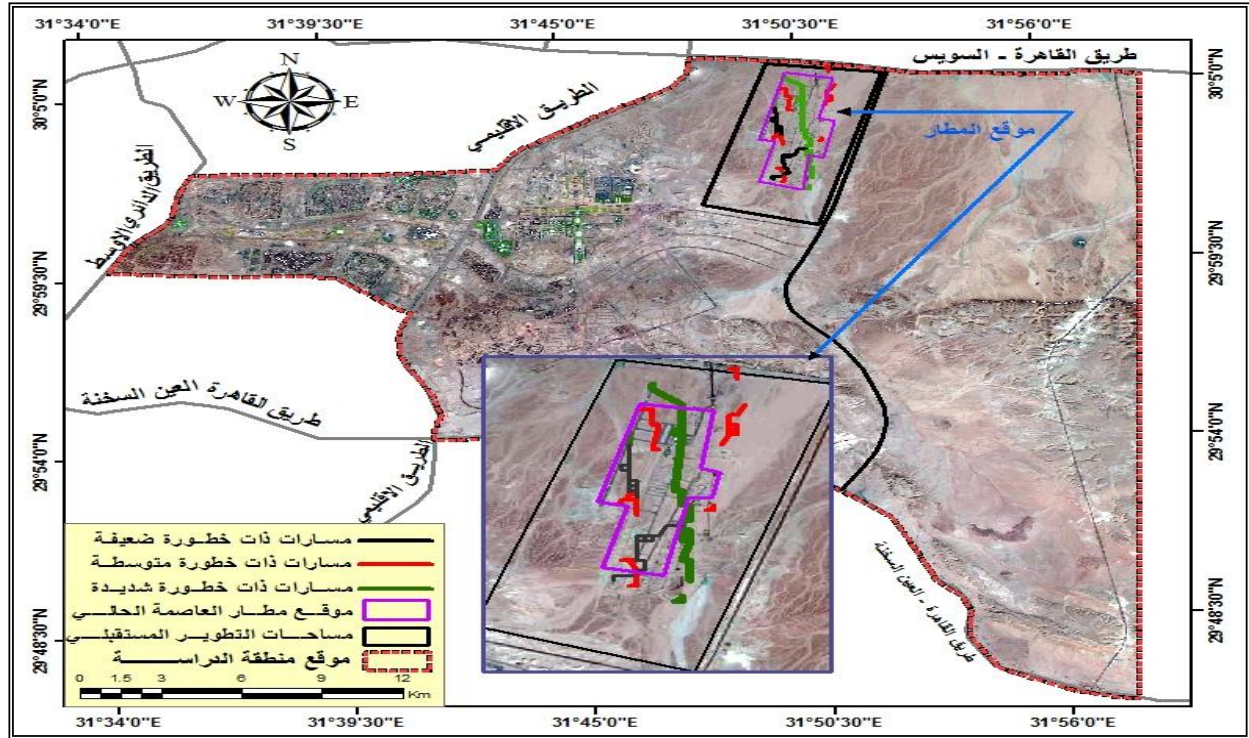 31°34'0"E 31°39'30"E 31°45'0"E 31°50'30"E 31°56'0"E
طريق القاهرة - السويس
N
W E
S
30°5'0"N
30°5'0"N
الطريق الاقليمي
موقع المطار
الطريق الدائري الاوسط
29°59'30"N
29°59'30"N
طريق القاهرة العين السخنة
29°54'0"N
29°54'0"N
الطريق الاقليمي
طريق القاهرة - العين السخنة
29°48'30"N
29°48'30"N
مسارات ذات خطورة ضعيفة
مسارات ذات خطورة متوسطة
مسارات ذات خطورة شديدة
موقع مطار العاصمة الحالي
مساحات التطوير المستقبلي
موقع منطقة الدراسة
0 1.5 3 6 9 12
Km
31°34'0"E 31°39'30"E 31°45'0"E 31°50'30"E 31°56'0"E